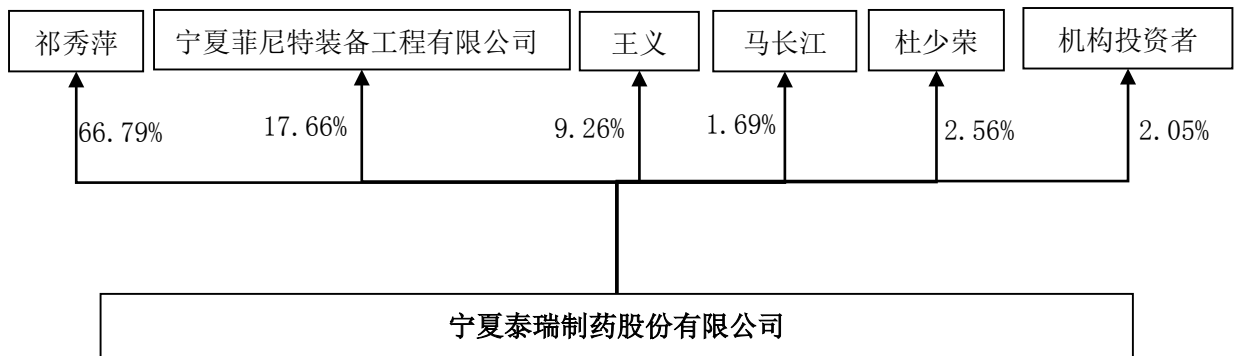 祁秀萍
宁夏菲尼特装备工程有限公司
王义
马长江
杜少荣
机构投资者
66.79%
17.66%
9.26%
1.69%
2.56%
2.05%
宁夏泰瑞制药股份有限公司